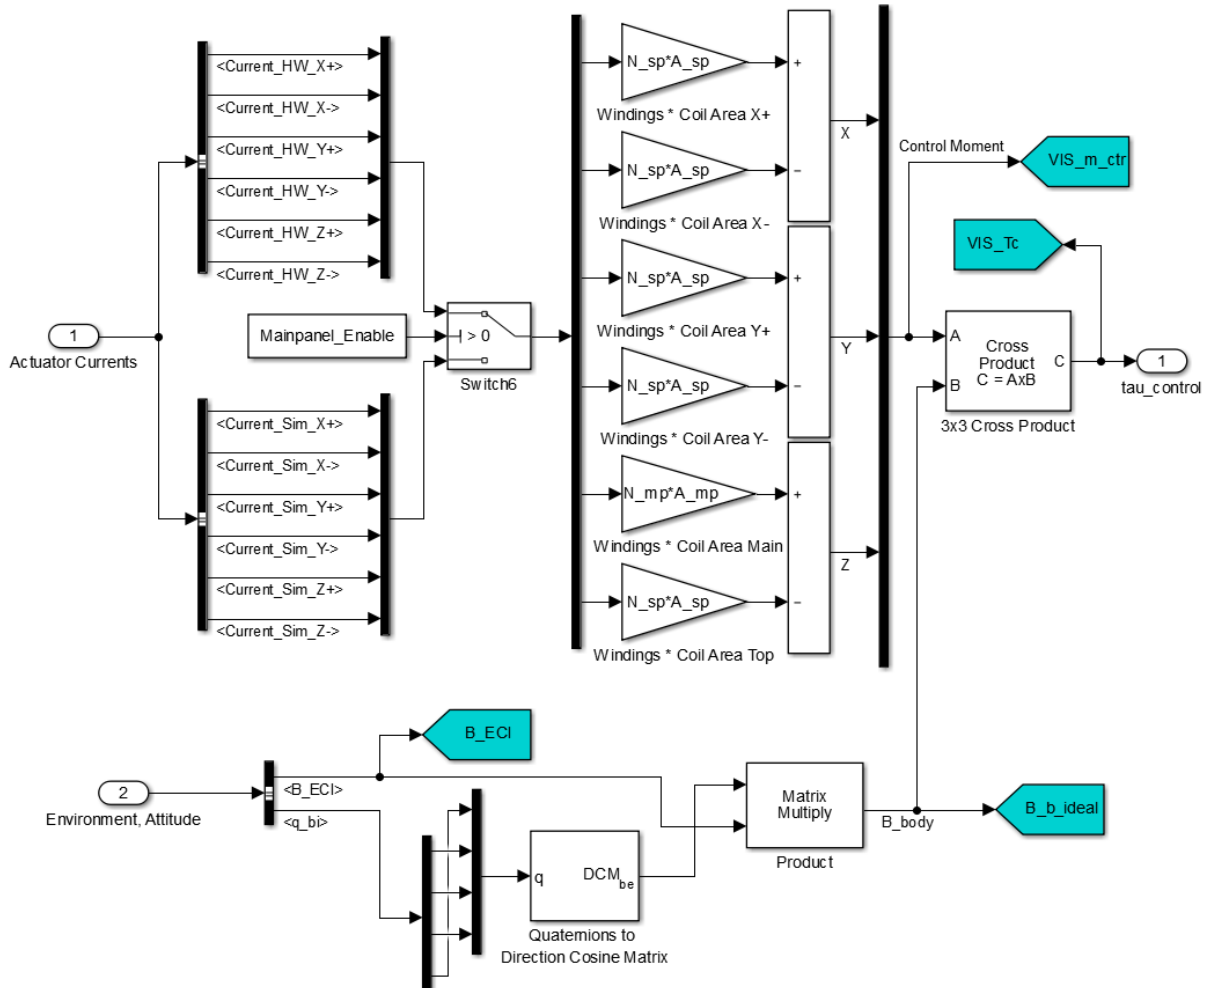 <Current_HW_X+>
<Current_HW_X->
<Current_HW_Y+>
<Current_HW_Y->
<Current_HW_Z+>
<Current_HW_Z->
1
Actuator Currents
Mainpanel_Enable
> 0
Switch6
<Current_Sim_X+>
<Current_Sim_X->
<Current_Sim_Y+>
<Current_Sim_Y->
<Current_Sim_Z+>
<Current_Sim_Z->
N_sp*A_sp
Windings * Coil Area X+
N_sp*A_sp
Windings * Coil Area X-
N_sp*A_sp
Windings * Coil Area Y+
N_sp*A_sp
Windings * Coil Area Y-
N_mp*A_mp
Windings * Coil Area Main
N_sp*A_sp
Windings * Coil Area Top
+
−
X
+
−
Y
+
−
Z
Control Moment
VIS_m_ctr
VIS_Tc
A
B
Cross
Product
C = AxB
C
3x3 Cross Product
1
tau_control
2
Environment, Attitude
<B_ECI>
<q_bi>
B_ECI
q
DCM
be
Quaternions to
Direction Cosine Matrix
Matrix
Multiply
Product
B_body
B_b_ideal